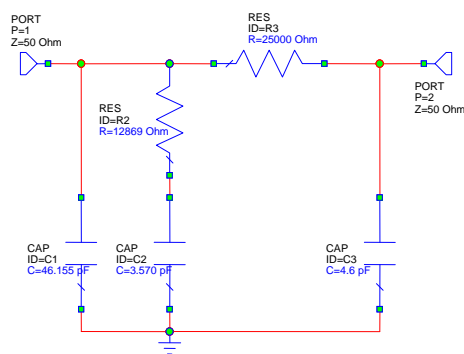 PORT
P=1
Z=50 Ohm
RES
ID=R3
R=25000 Ohm
PORT
P=2
Z=50 Ohm
RES
ID=R2
R=12869 Ohm
CAP
ID=C1
C=46.155 pF
CAP
ID=C2
C=3.570 pF
CAP
ID=C3
C=4.6 pF